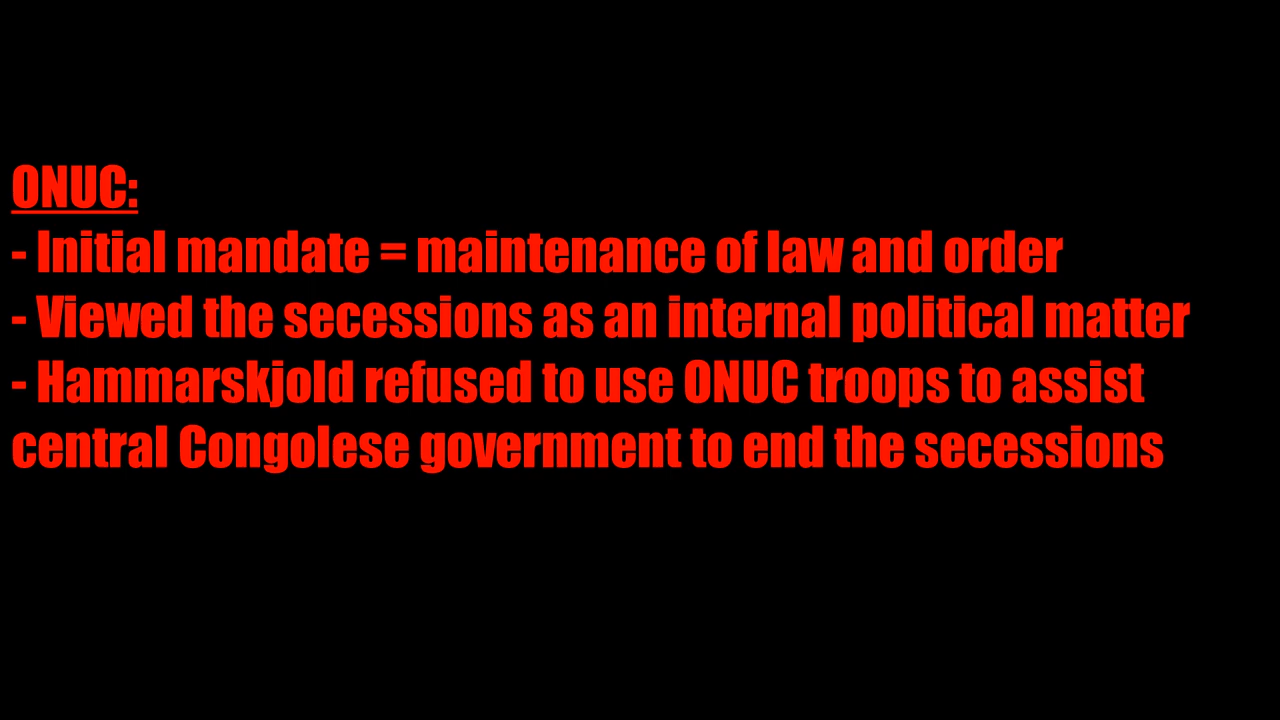 ONUC:
- Initial mandate = maintenance of law and order
- Viewed the secessions as an internal political matter
- Hammarskjold refused to use ONUC troops to assist
central Congolese government to end the secessions